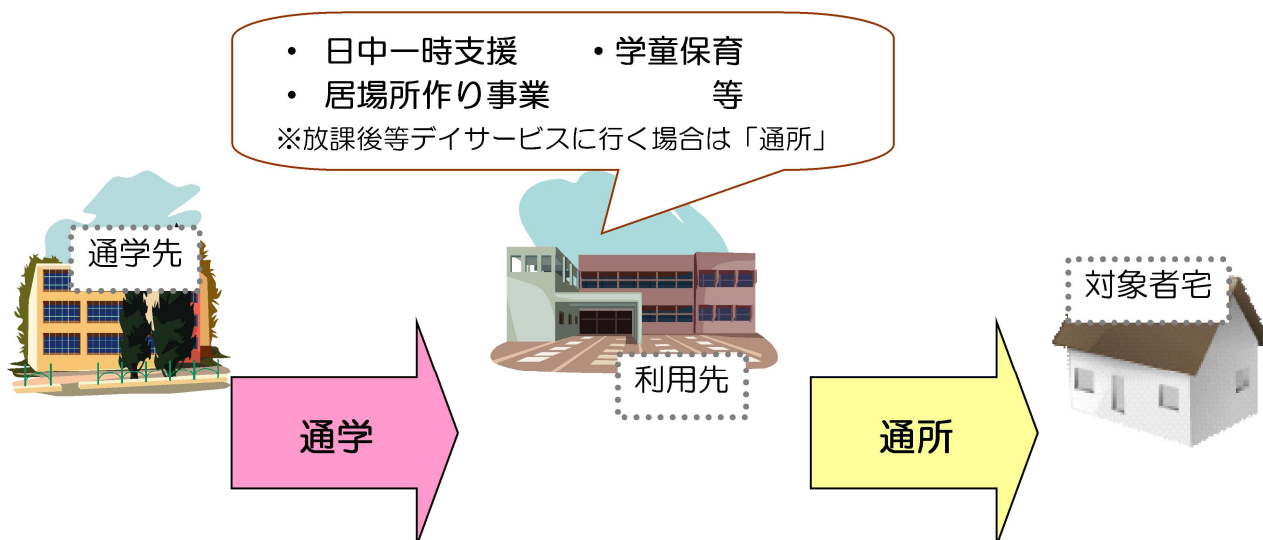 ・ 日中一時支援 ・学童保育
・ 居場所作り事業 等
※放課後等デイサービスに行く場合は「通所」
通学先
利用先
対象者宅
通学
通所